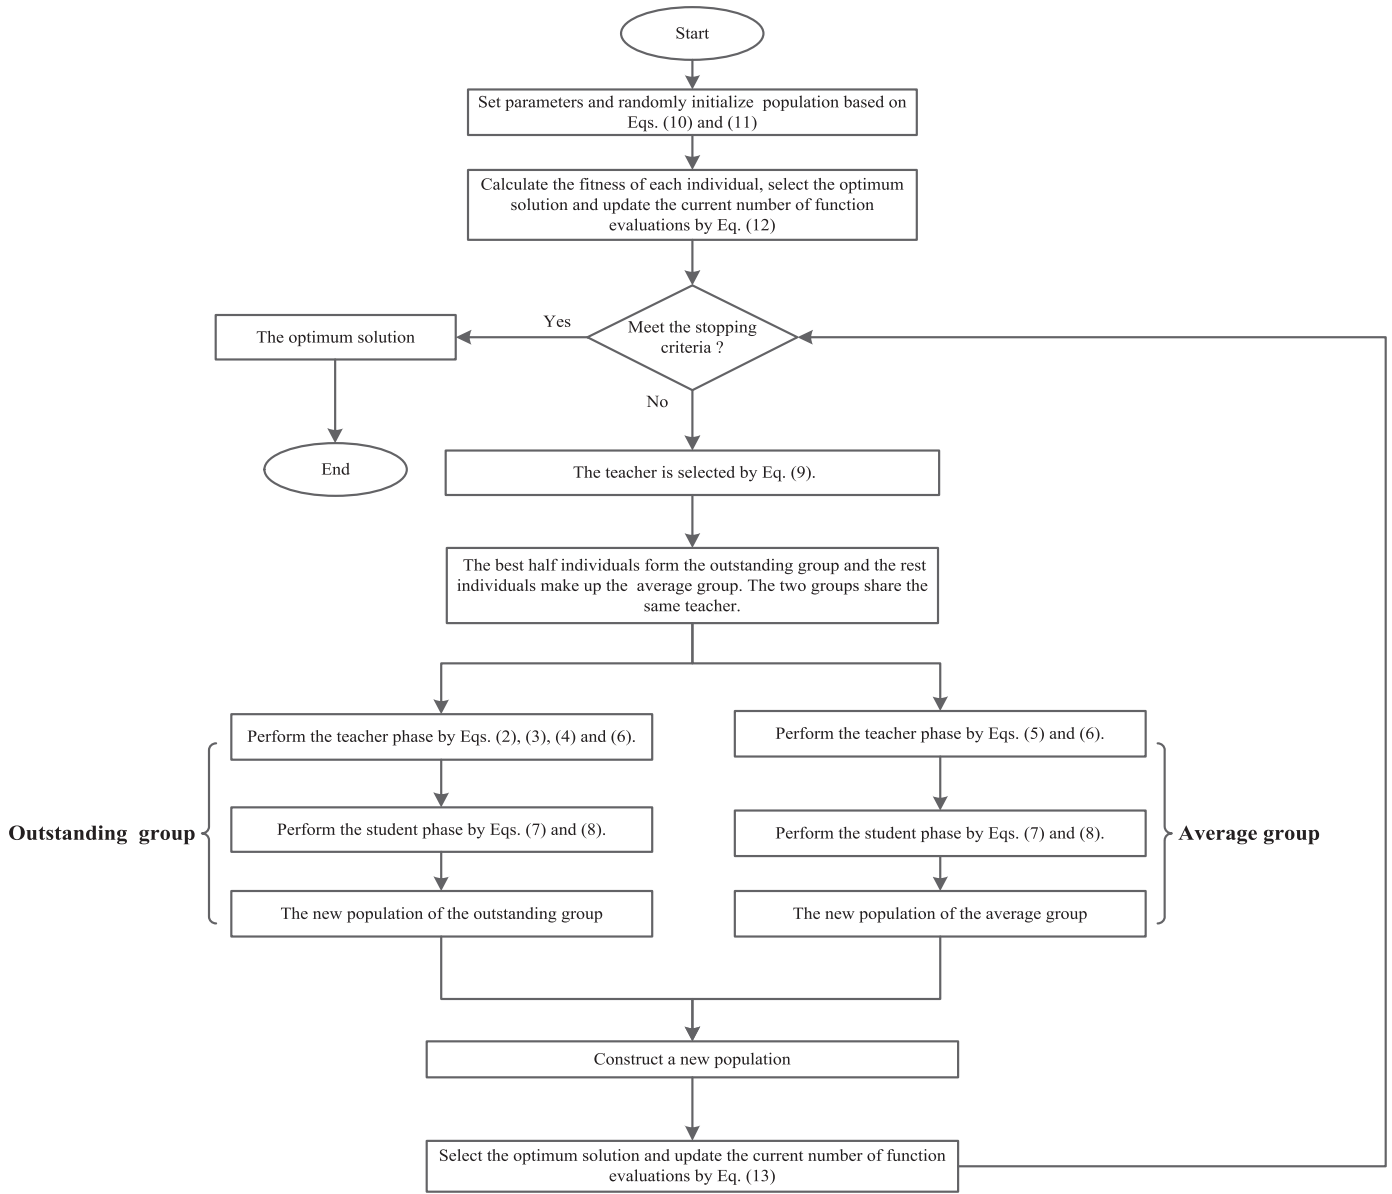 Start
Set parameters and randomly initialize population based on
Eqs. (10) and (11)
Calculate the fitness of each individual, select the optimum
solution and update the current number of function
evaluations by Eq. (12)
Meet the stopping
criteria ?
Yes
The optimum solution
No
End
The teacher is selected by Eq. (9).
The best half individuals form the outstanding group and the rest
individuals make up the average group. The two groups share the
same teacher.
Perform the teacher phase by Eqs. (2), (3), (4) and (6).
Perform the teacher phase by Eqs. (5) and (6).
Outstanding group
Perform the student phase by Eqs. (7) and (8).
Perform the student phase by Eqs. (7) and (8).
Average group
The new population of the outstanding group
The new population of the average group
Construct a new population
Select the optimum solution and update the current number of function
evaluations by Eq. (13)